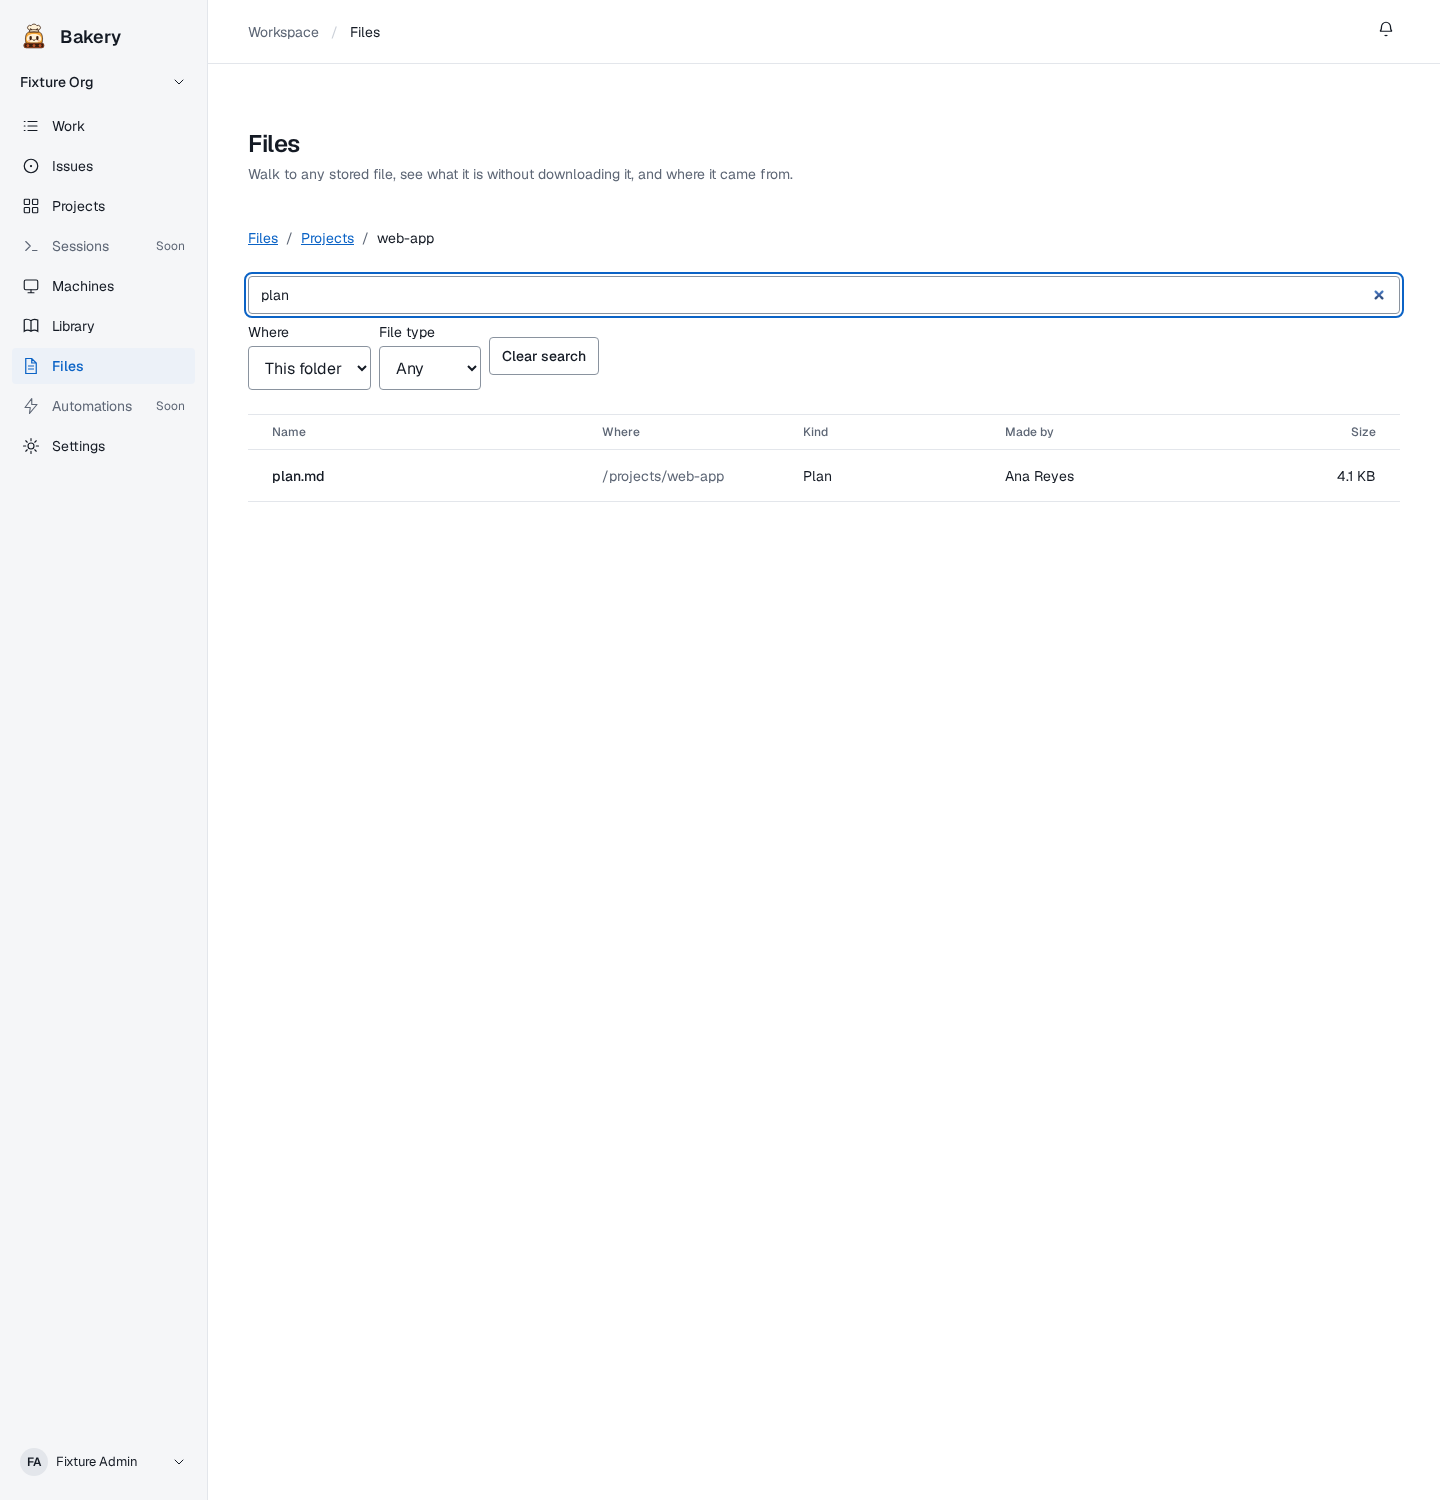 Bakery
Fixture Org
Work
Issues
Projects
Sessions Soon
Machines
Library
Files
Automations Soon
Settings
FA Fixture Admin
Workspace / Files
Files
Walk to any stored file, see what it is without downloading it, and where it came from.
Files / Projects / web-app
plan
Where File type
This folder Any Clear search
Name Where Kind Made by Size
plan.md /projects/web-app Plan Ana Reyes 4.1 KB